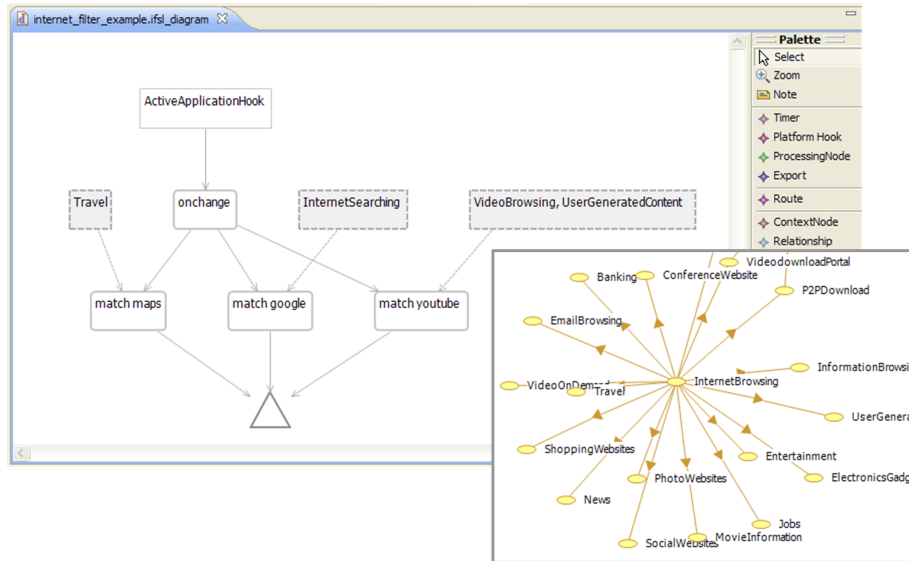 internet_filter_example.ifsl_diagram
Palette
Select
Zoom
Note
Timer
Platform Hook
ProcessingNode
Export
Route
ContextNode
Relationship
ActiveApplicationHook
Travel
onchange
InternetSearching
VideoBrowsing, UserGeneratedContent
match maps
match google
match youtube
VideodownloadPortal
Banking
ConferenceWebsite
P2PDownload
EmailBrowsing
InformationBrowsi
InternetBrowsing
VideoOnDemand
Travel
UserGenera
ShoppingWebsites
Entertainment
PhotoWebsites
ElectronicsGadg
News
Jobs
MovieInformation
SocialWebsites